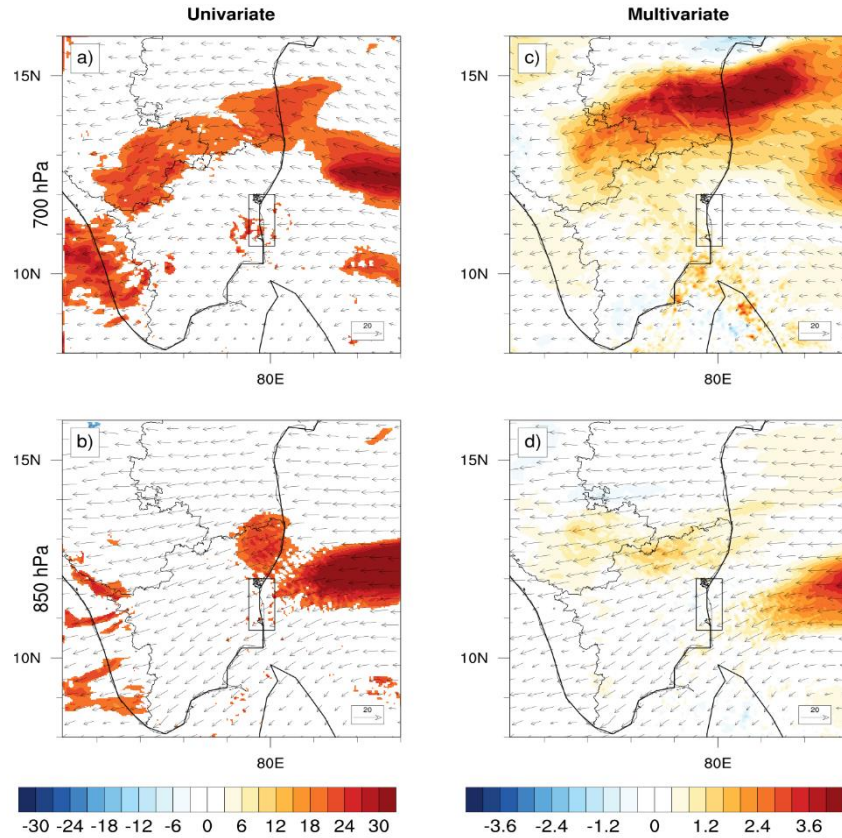 Univariate
Multivariate
a)
c)
15N
15N
700 hPa
10N
10N
20
20
80E
80E
b)
d)
15N
15N
850 hPa
10N
10N
20
20
80E
80E
-30 -24 -18 -12 -6 0 6 12 18 24 30
-3.6 -2.4 -1.2 0 1.2 2.4 3.6